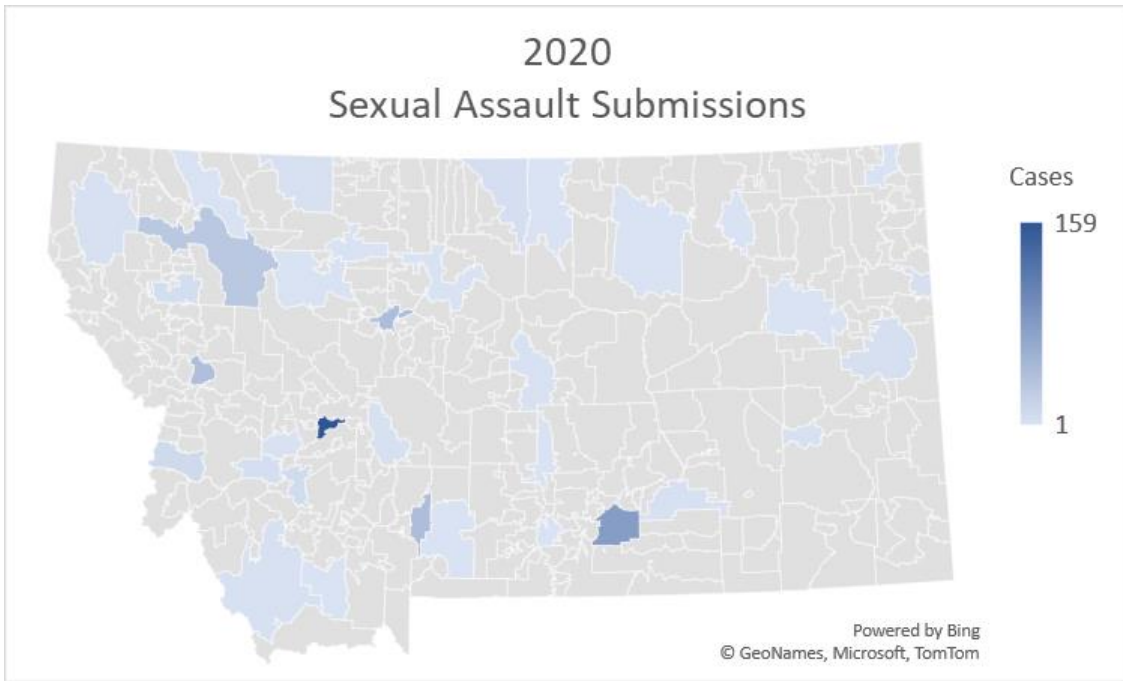 2020
Sexual Assault Submissions
Cases
159
1
Powered by Bing
© GeoNames, Microsoft, TomTom